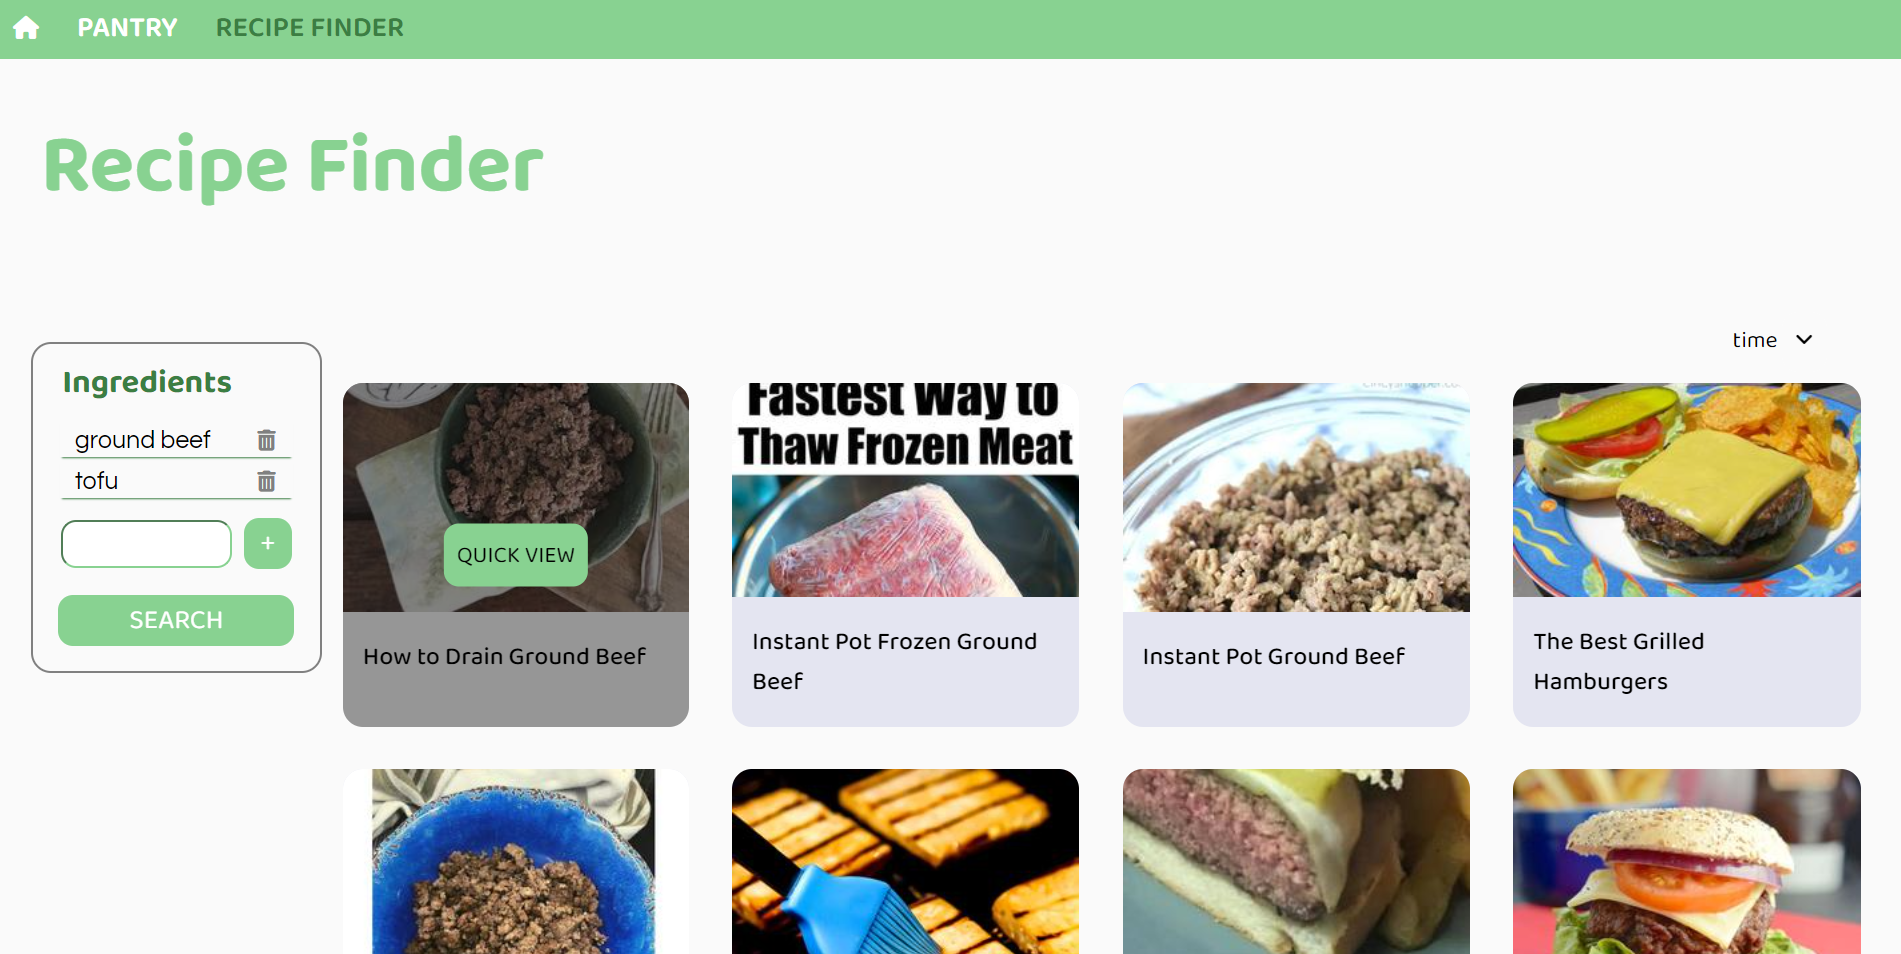 PANTRY RECIPE FINDER
Recipe Finder
time
Ingredients
ground beef
tofu
+
SEARCH
QUICK VIEW
How to Drain Ground Beef
Fastest Way to
Thaw Frozen Meat
Instant Pot Frozen Ground
Beef
Instant Pot Ground Beef
The Best Grilled
Hamburgers